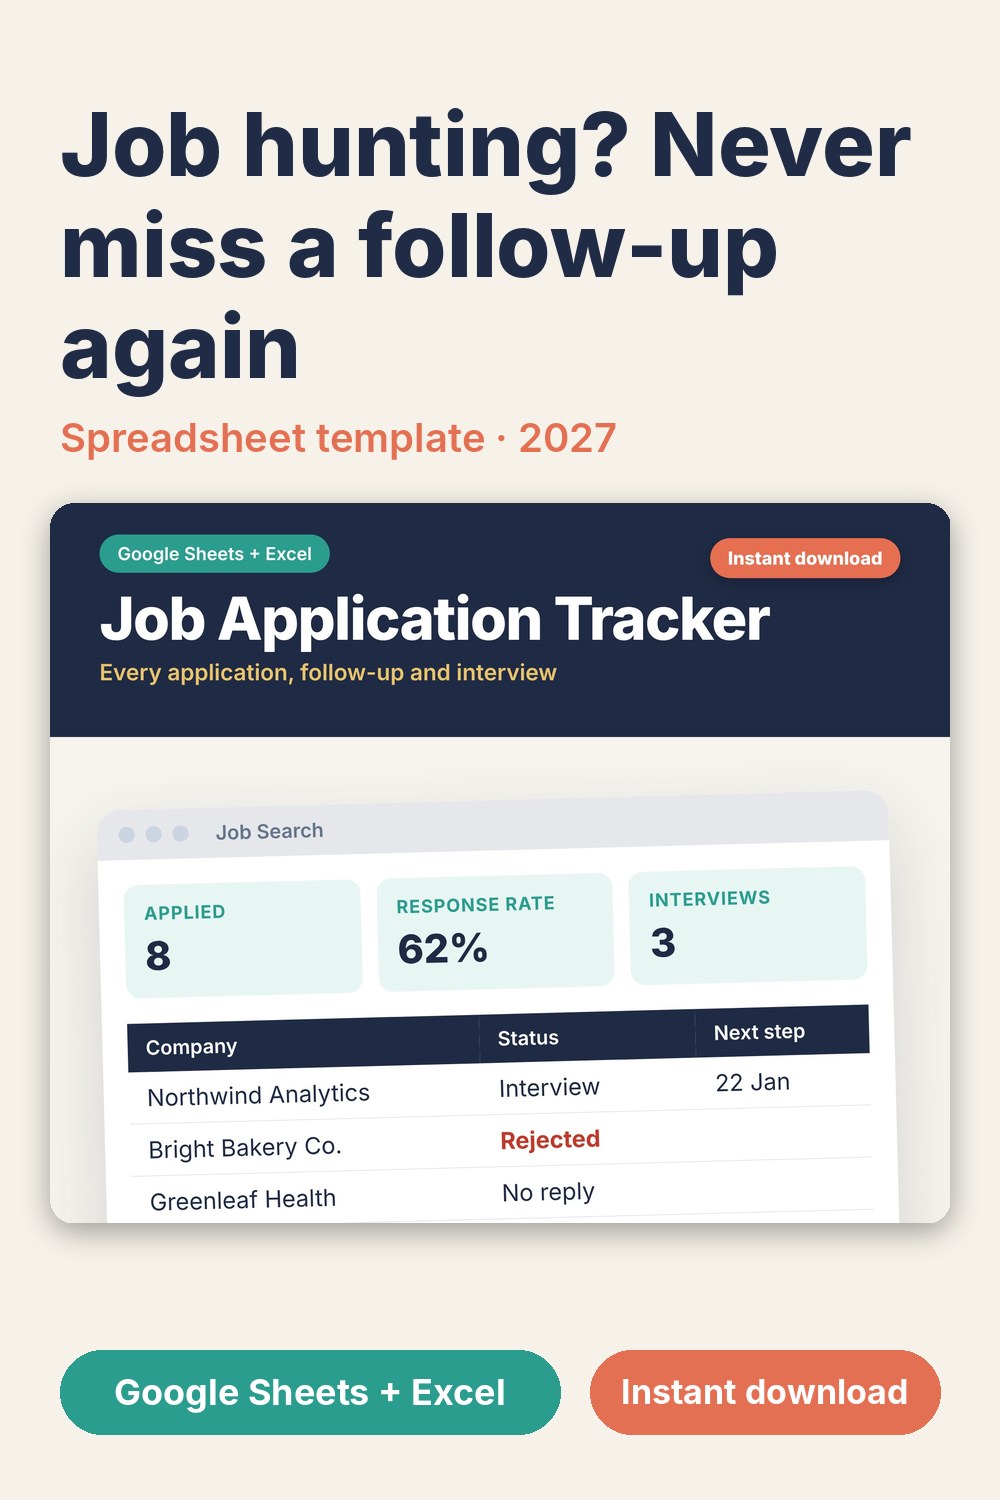 Job hunting? Never
miss a follow-up
again
Spreadsheet template · 2027
Google Sheets + Excel
Instant download
Job Application Tracker
Every application, follow-up and interview
Job Search
APPLIED
8
RESPONSE RATE
62%
INTERVIEWS
3
Company Status Next step
Northwind Analytics Interview 22 Jan
Bright Bakery Co. Rejected
Greenleaf Health No reply
Google Sheets + Excel
Instant download